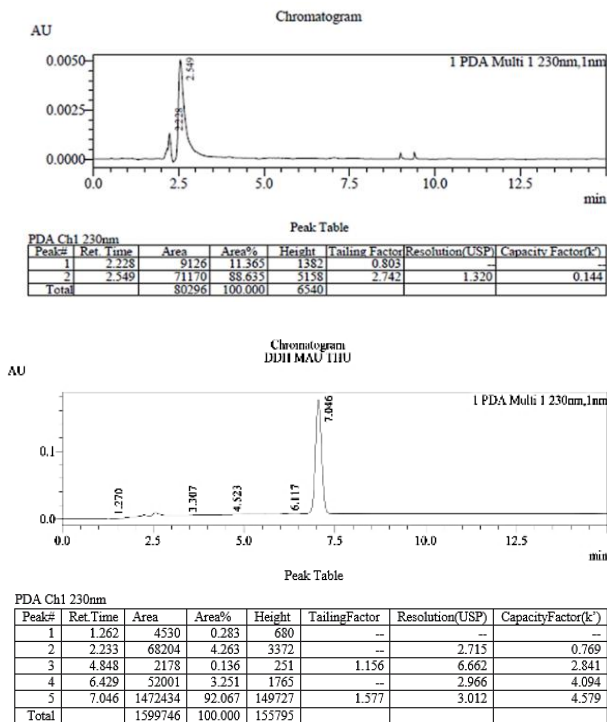 Chromatogram
AU
1 PDA Multi 1 230nm,1nm
0.0050
0.0025
0.0000
2.228
2.549
0.0 2.5 5.0 7.5 10.0 12.5
min
Peak Table
PDA Ch1 230nm
Peak# Ret. Time Area Area% Height Tailing Factor Resolution(USP) Capacity Factor(k')
1 2.228 9126 11.365 1382 0.803 -- --
2 2.549 71170 88.635 5158 2.742 1.320 0.144
Total 80296 100.000 6540
Chromatogram
DDH MAU THU
AU
1 PDA Multi 1 230nm,1nm
0.1
0.0
1.270
3.307
4.523
6.117
7.046
0.0 2.5 5.0 7.5 10.0 12.5
min
Peak Table
PDA Ch1 230nm
Peak# Ret.Time Area Area% Height TailingFactor Resolution(USP) CapacityFactor(k')
1 1.262 4530 0.283 680 -- -- --
2 2.233 68204 4.263 3372 -- 2.715 0.769
3 4.848 2178 0.136 251 1.156 6.662 2.841
4 6.429 52001 3.251 1765 -- 2.966 4.094
5 7.046 1472434 92.067 149727 1.577 3.012 4.579
Total 1599746 100.000 155795